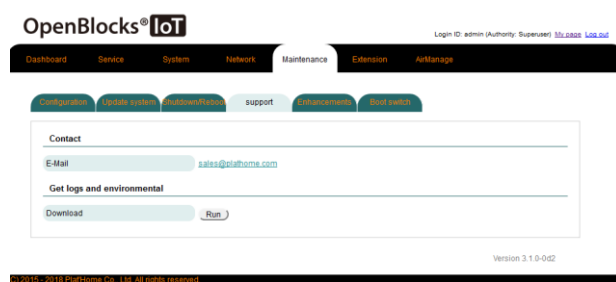 OpenBlocks® IoT
Login ID: admin (Authority: Superuser) My page Log out
Dashboard Service System Network Maintenance Extension AirManage
Configuration Update system Shutdown/Reboot support Enhancements Boot switch
Contact
E-Mail sales@plathome.com
Get logs and environmental
Download Run
Version 3.1.0-0d2
C) 2015 - 2018 Plat'Home Co., Ltd. All rights reserved.